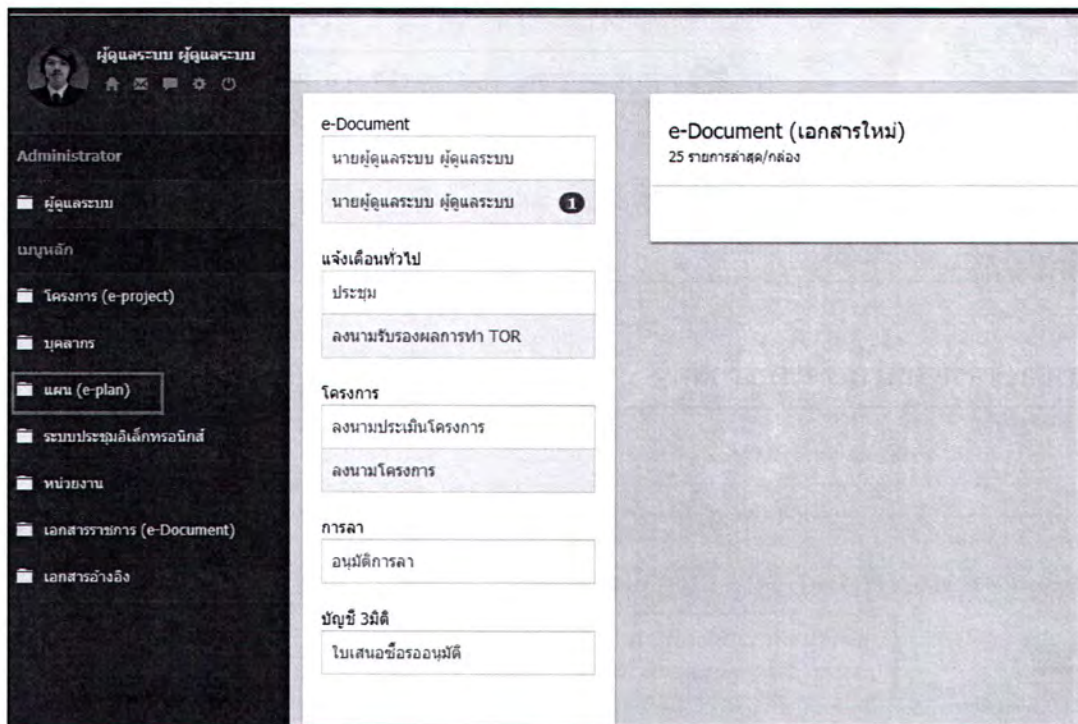 ผู้ดูแลระบบ ผู้ดูแลระบบ
Administrator
ผู้ดูแลระบบ
เมนูหลัก
โครงการ (e-project)
บุคลากร
แผน (e-plan)
ระบบประชุมอิเล็กทรอนิกส์
หน่วยงาน
เอกสารราชการ (e-Document)
เอกสารอ้างอิง
e-Document
นายผู้ดูแลระบบ ผู้ดูแลระบบ
นายผู้ดูแลระบบ ผู้ดูแลระบบ 1
แจ้งเตือนทั่วไป
ประชุม
ลงนามรับรองผลการทำ TOR
โครงการ
ลงนามประเมินโครงการ
ลงนามโครงการ
การลา
อนุมัติการลา
บัญชี 3มิติ
ใบเสนอซื้อรออนุมัติ
e-Document (เอกสารใหม่)
25 รายการล่าสุด/กล่อง